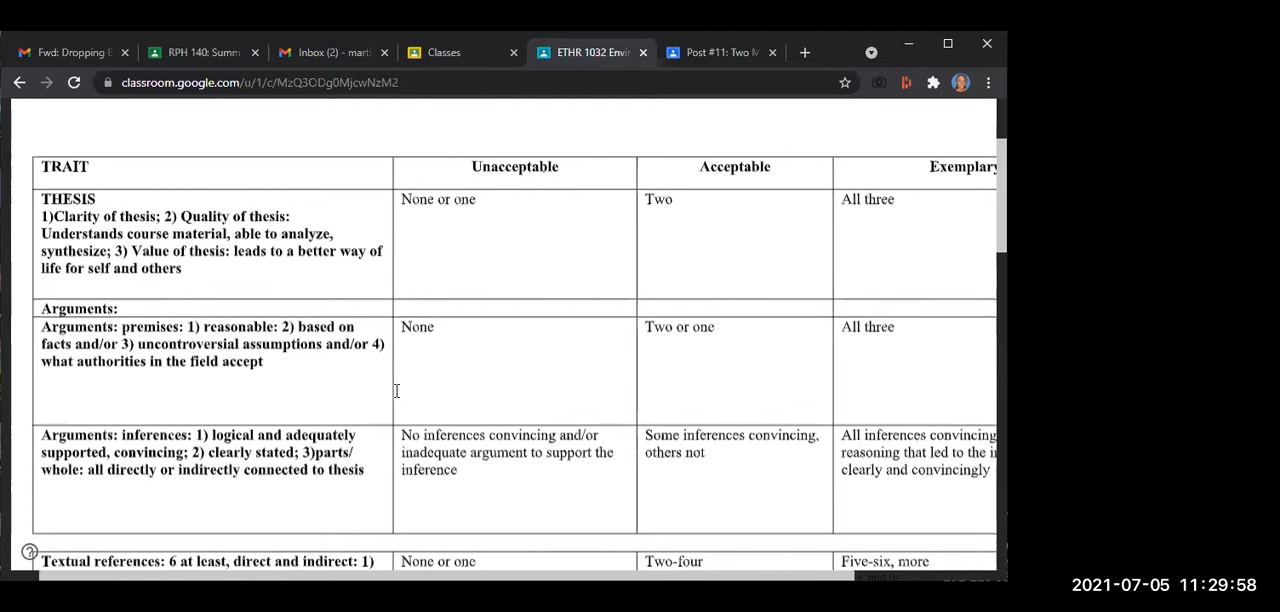 Fwd: Dropping E
RPH 140: Summ
Inbox (2) - mart
Classes
ETHR 1032 Envi
Post #11: Two M
classroom.google.com/u/1/c/MzQ3ODg0MjcwNzM2
TRAIT Unacceptable Acceptable Exemplary
THESIS None or one Two All three
1)Clarity of thesis; 2) Quality of thesis:
Understands course material, able to analyze,
synthesize; 3) Value of thesis: leads to a better way of
life for self and others
Arguments:
Arguments: premises: 1) reasonable: 2) based on None Two or one All three
facts and/or 3) uncontroversial assumptions and/or 4)
what authorities in the field accept
Arguments: inferences: 1) logical and adequately No inferences convincing and/or Some inferences convincing, All inferences convincing
supported, convincing; 2) clearly stated; 3)parts/ inadequate argument to support the others not reasoning that led to the i
whole: all directly or indirectly connected to thesis inference clearly and convincingly
Textual references: 6 at least, direct and indirect: 1) None or one Two-four Five-six, more
2021-07-05 11:29:58